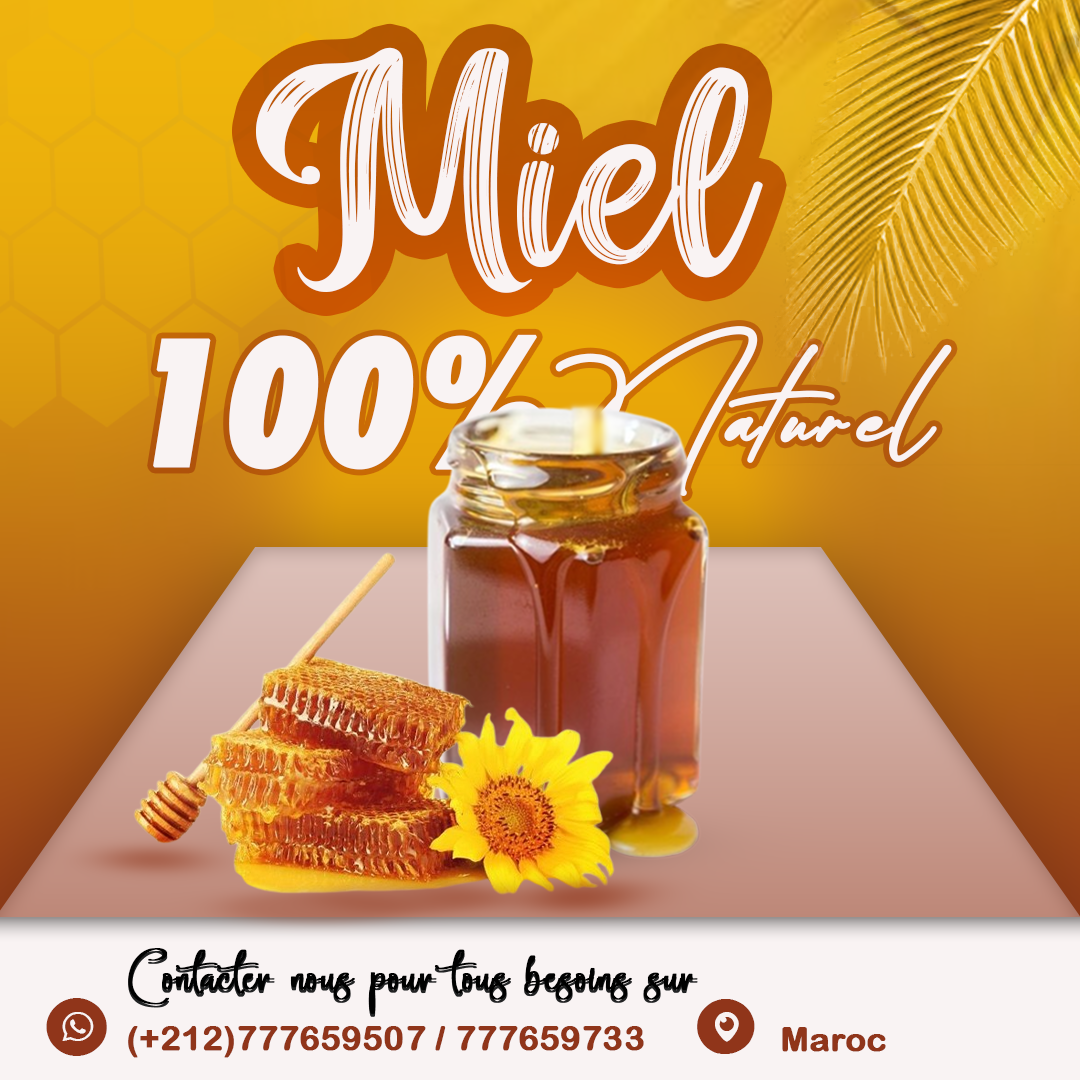 Miel
100% Naturel
Contacter nous pour tous besoins sur
(+212)777659507 / 777659733
Maroc